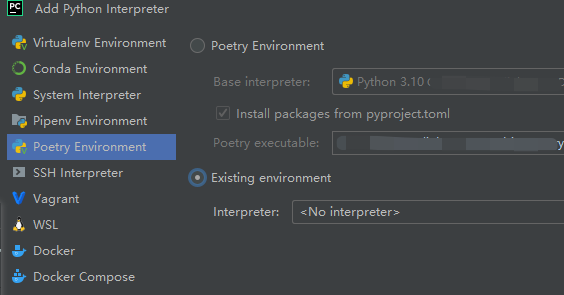 PC Add Python Interpreter
Virtualenv Environment
Conda Environment
System Interpreter
Pipenv Environment
Poetry Environment
SSH Interpreter
Vagrant
WSL
Docker
Docker Compose
Poetry Environment
Base interpreter: Python 3.10
Install packages from pyproject.toml
Poetry executable:
Existing environment
Interpreter: <No interpreter>